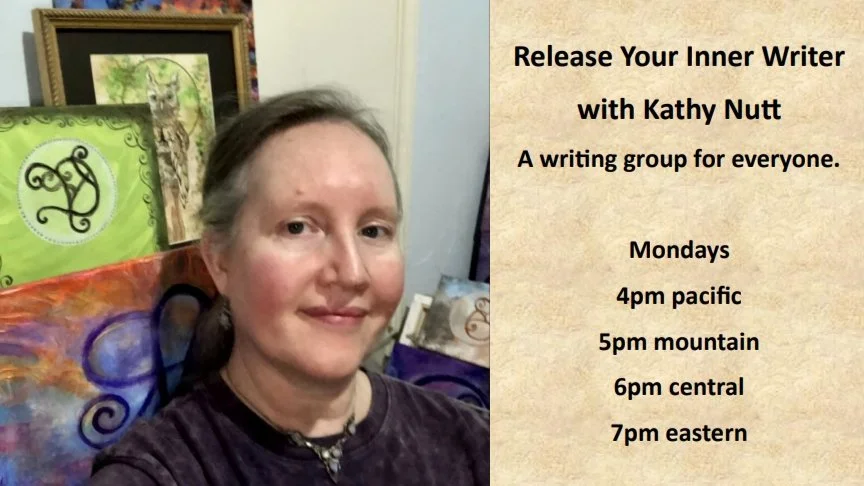 Release Your Inner Writer
with Kathy Nutt
A writing group for everyone.
Mondays
4pm pacific
5pm mountain
6pm central
7pm eastern